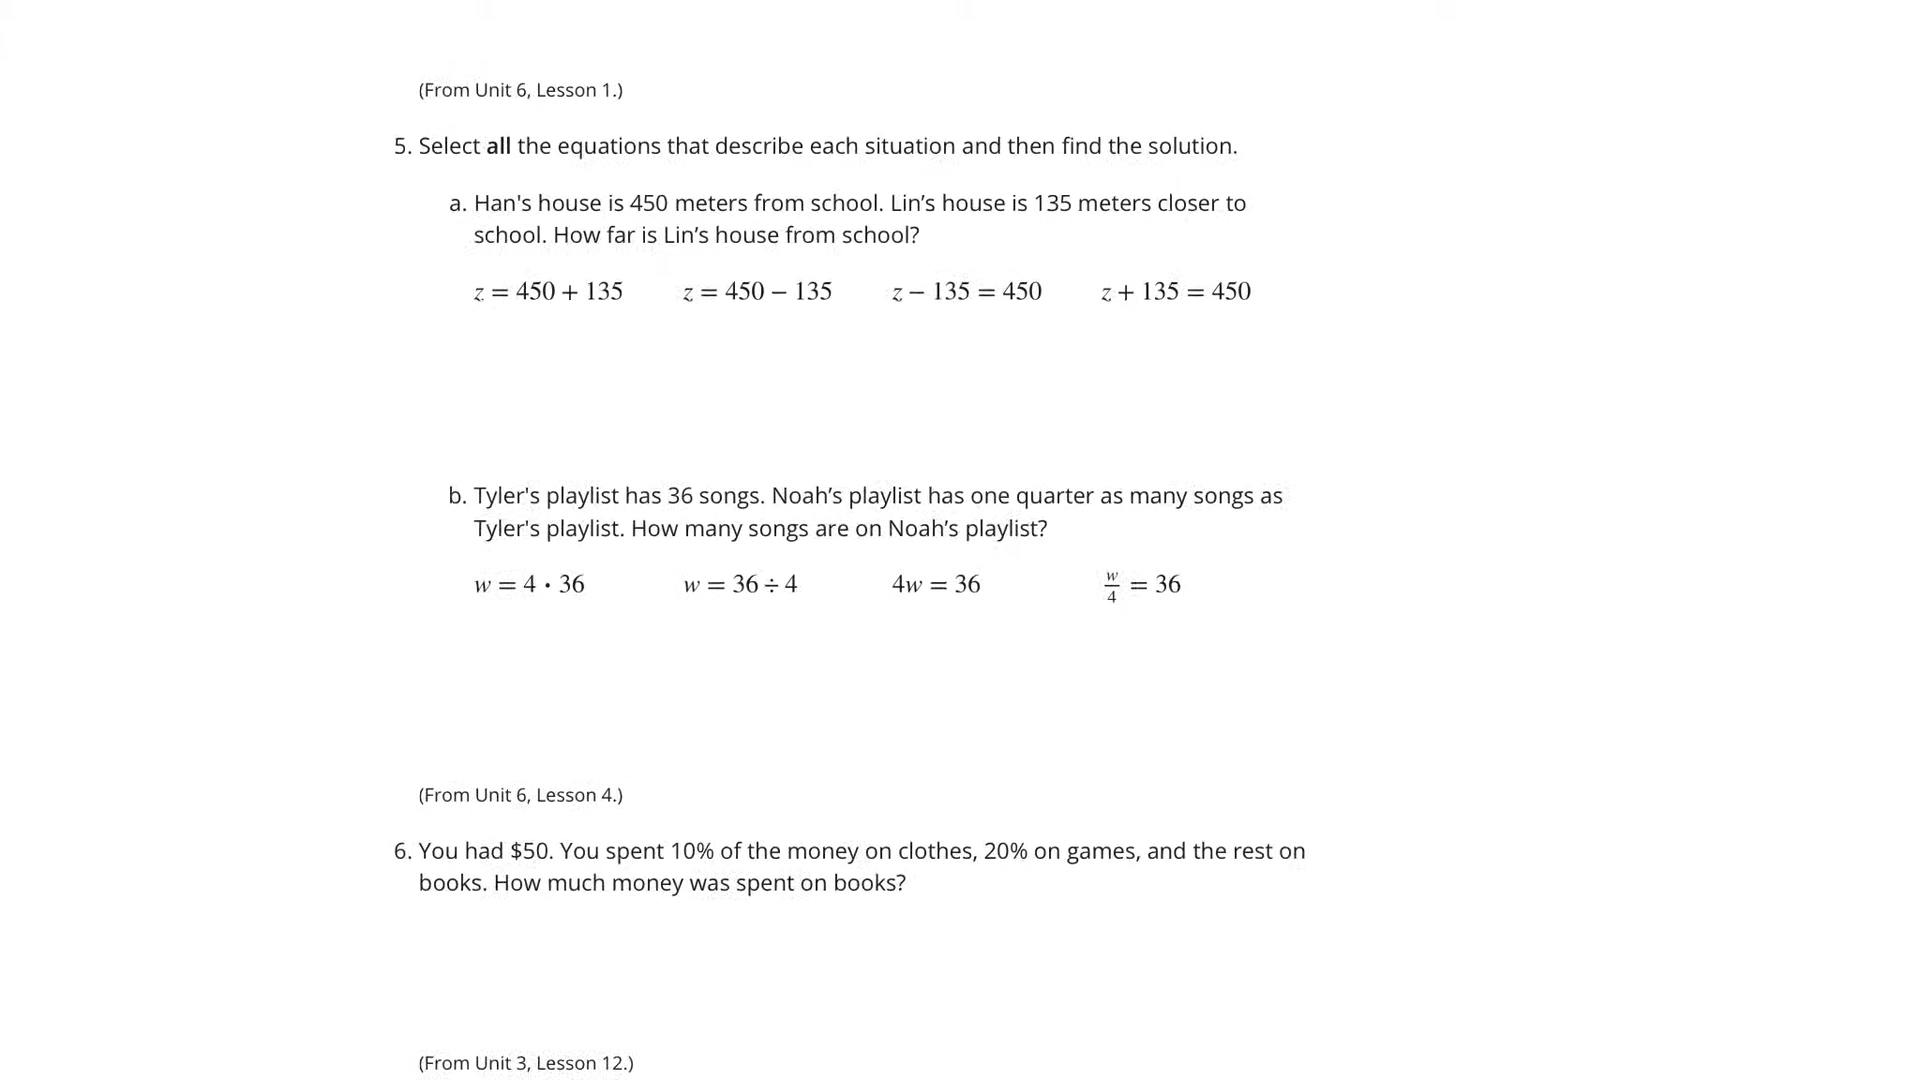 (From Unit 6, Lesson 1.)
5. Select all the equations that describe each situation and then find the solution.
a. Han's house is 450 meters from school. Lin’s house is 135 meters closer to
school. How far is Lin’s house from school?
z = 450 + 135 z = 450 − 135 z − 135 = 450 z + 135 = 450
b. Tyler's playlist has 36 songs. Noah’s playlist has one quarter as many songs as
Tyler's playlist. How many songs are on Noah’s playlist?
w = 4 · 36 w = 36 ÷ 4 4w = 36 w/4 = 36
(From Unit 6, Lesson 4.)
6. You had $50. You spent 10% of the money on clothes, 20% on games, and the rest on
books. How much money was spent on books?
(From Unit 3, Lesson 12.)